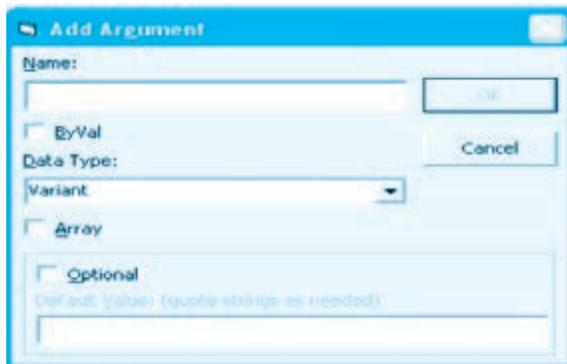 Add Argument
Name:
OK
ByVal
Cancel
Data Type:
Variant
Array
Optional
Default Value: (quote strings as needed)